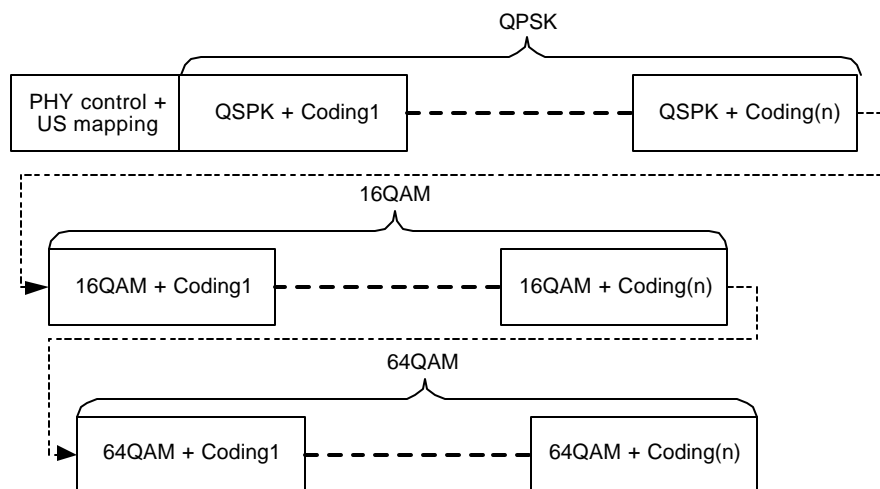 QPSK
PHY control +
US mapping
QSPK + Coding1
QSPK + Coding(n)
16QAM
16QAM + Coding1
16QAM + Coding(n)
64QAM
64QAM + Coding1
64QAM + Coding(n)